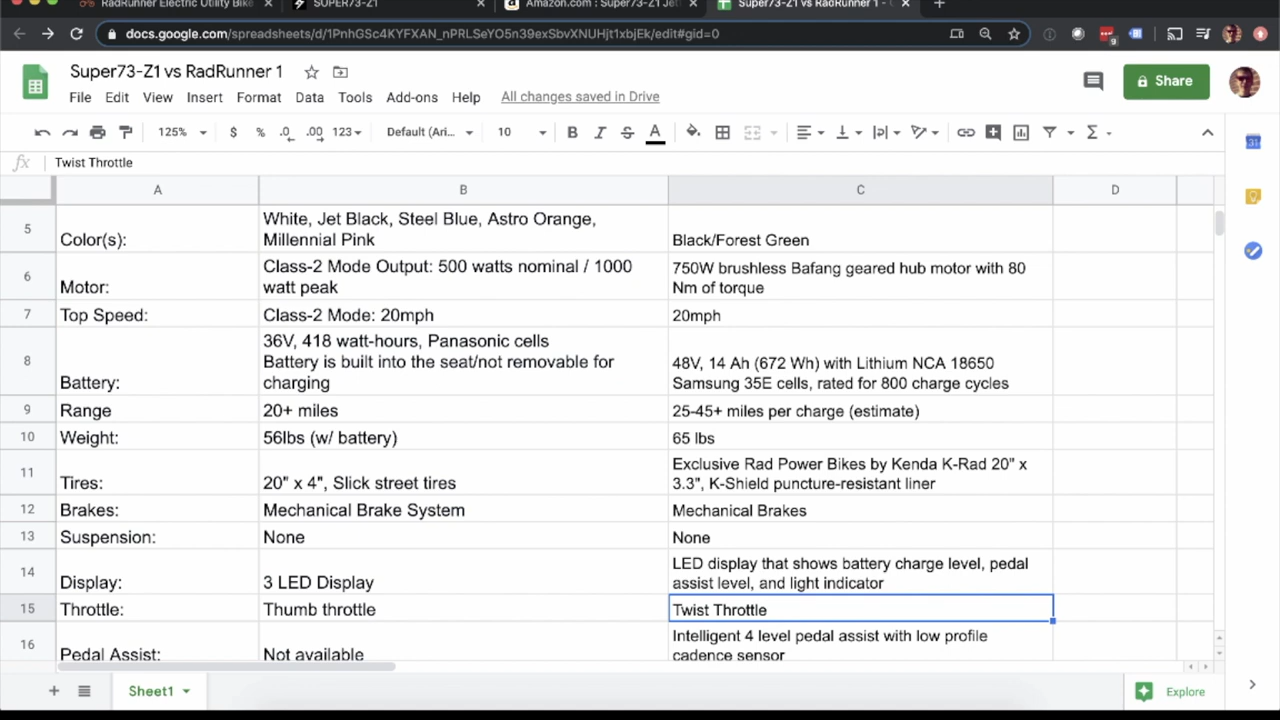 RadRunner Electric Utility Bike
SUPER73-Z1
Amazon.com : Super73-Z1 Jet
Super73-Z1 vs RadRunner 1 -
docs.google.com/spreadsheets/d/1PnhGSc4KYFXAN_nPRLSeYO5n39exSbvXNUHjt1xbjEk/edit#gid=0
9
Super73-Z1 vs RadRunner 1
Share
File Edit View Insert Format Data Tools Add-ons Help All changes saved in Drive
125% $ % .0 .00 123 Default (Ari... 10 B I S A Σ
fx Twist Throttle
A B C D
5 Color(s): White, Jet Black, Steel Blue, Astro Orange,
Millennial Pink Black/Forest Green
6 Motor: Class-2 Mode Output: 500 watts nominal / 1000
watt peak 750W brushless Bafang geared hub motor with 80
Nm of torque
7 Top Speed: Class-2 Mode: 20mph 20mph
8 Battery: 36V, 418 watt-hours, Panasonic cells
Battery is built into the seat/not removable for
charging 48V, 14 Ah (672 Wh) with Lithium NCA 18650
Samsung 35E cells, rated for 800 charge cycles
9 Range 20+ miles 25-45+ miles per charge (estimate)
10 Weight: 56lbs (w/ battery) 65 lbs
11 Tires: 20" x 4", Slick street tires Exclusive Rad Power Bikes by Kenda K-Rad 20" x
3.3", K-Shield puncture-resistant liner
12 Brakes: Mechanical Brake System Mechanical Brakes
13 Suspension: None None
14 Display: 3 LED Display LED display that shows battery charge level, pedal
assist level, and light indicator
15 Throttle: Thumb throttle Twist Throttle
16 Pedal Assist: Not available Intelligent 4 level pedal assist with low profile
cadence sensor
Sheet1
Explore
31